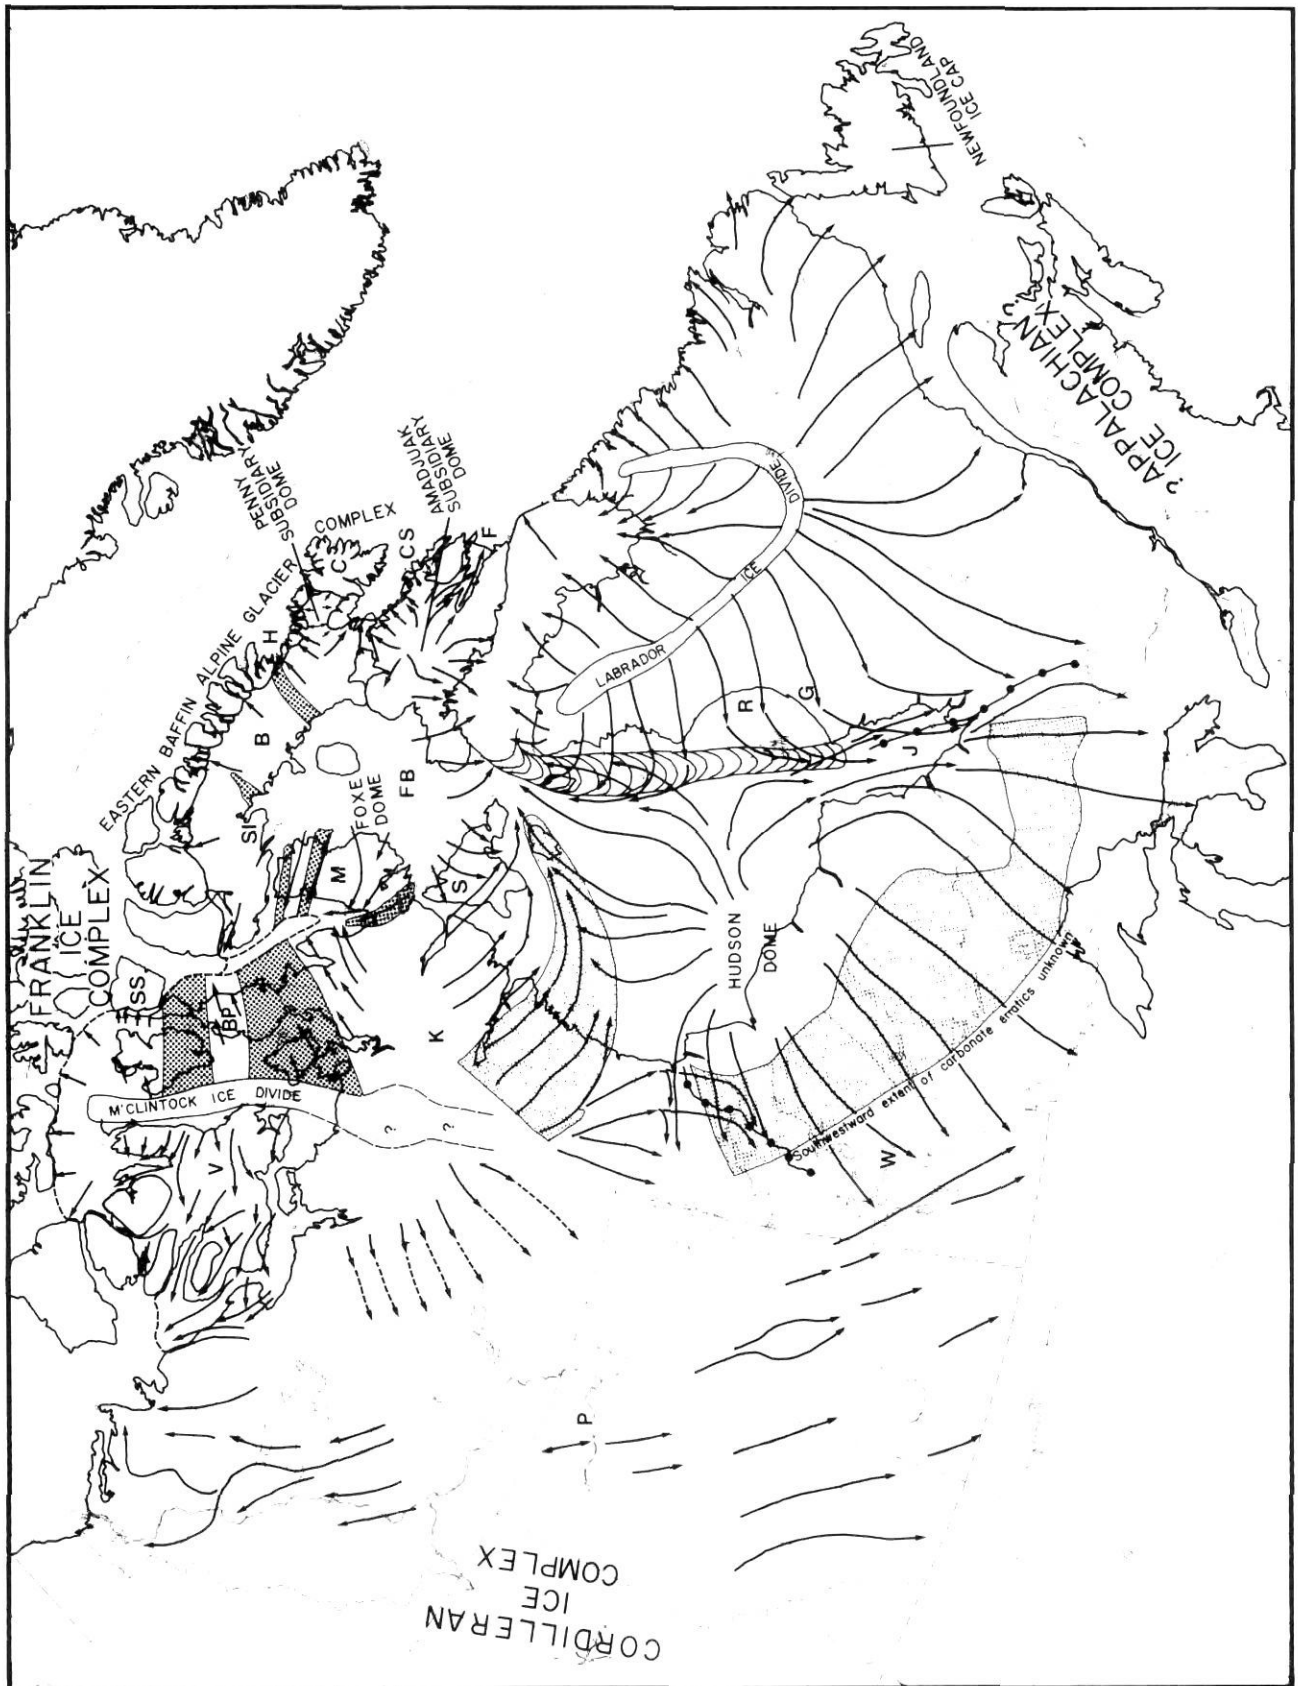 NEWFOUNDLAND
ICE CAP
? APPALACHIAN ?
ICE
COMPLEX
PENNY
SUBSIDIARY
DOME
AMADJUAK
SUBSIDIARY
DOME
EASTERN BAFFIN ALPINE GLACIER COMPLEX
C
CS
F
H
B
SI
FOXE
DOME
FB
M
S
K
FRANKLIN
ICE
COMPLEX
SS
BP
M'CLINTOCK ICE DIVIDE
?
?
V
LABRADOR ICE DIVIDE
R
G
J
HUDSON
DOME
Southwestward extent of carbonate erratics unknown
W
P
CORDILLERAN
ICE
COMPLEX